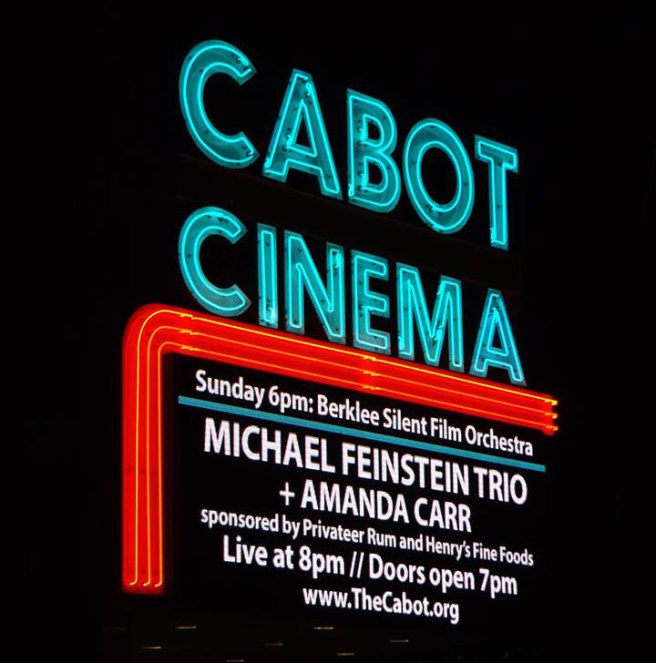 CABOT
CINEMA
Sunday 6pm: Berklee Silent Film Orchestra
MICHAEL FEINSTEIN TRIO
+ AMANDA CARR
sponsored by Privateer Rum and Henry's Fine Foods
Live at 8pm // Doors open 7pm
www.TheCabot.org